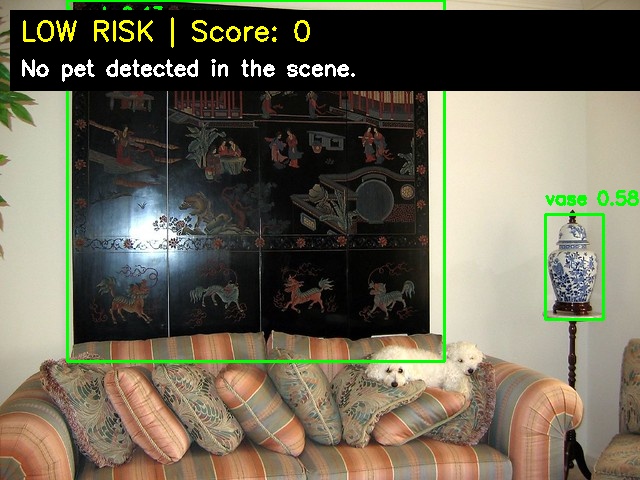 LOW RISK | Score: 0
No pet detected in the scene.
vase 0.58